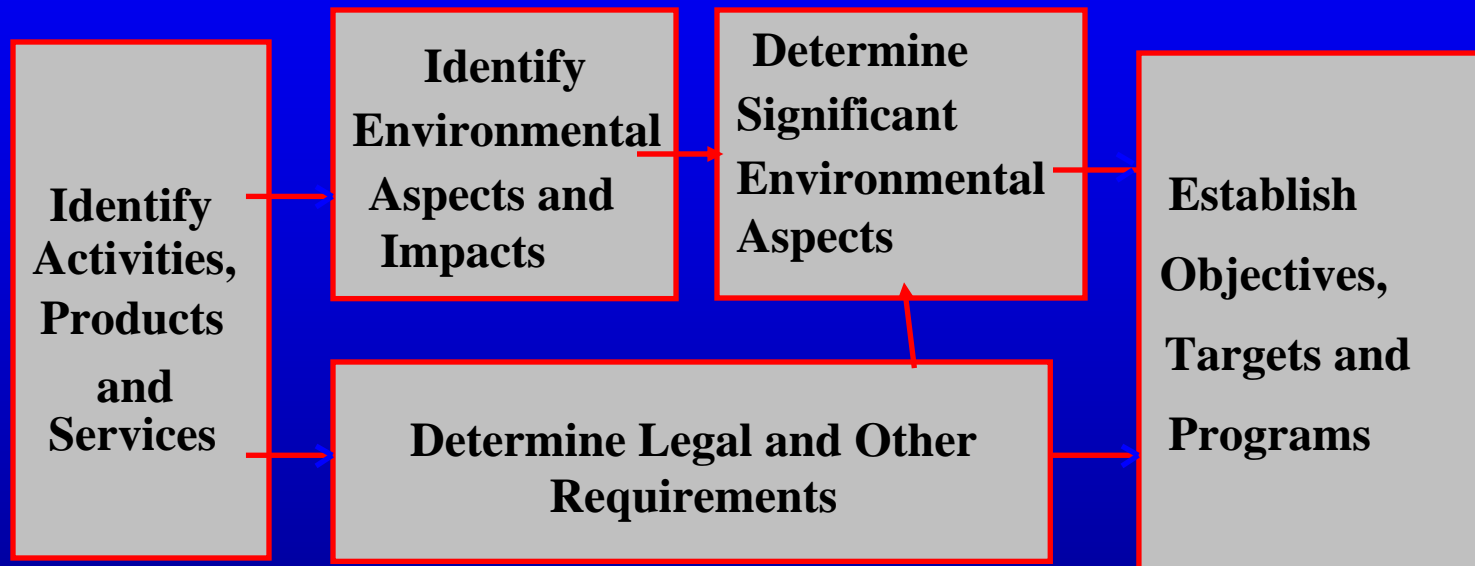 Identify
Activities,
Products
and
Services
Identify
Environmental
Aspects and
Impacts
Determine
Significant
Environmental
Aspects
Determine Legal and Other
Requirements
Establish
Objectives,
Targets and
Programs